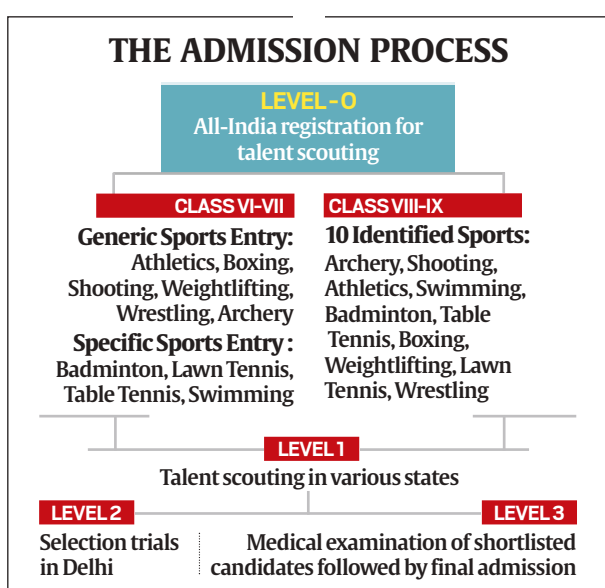 THE ADMISSION PROCESS
LEVEL-0
All-India registration for
talent scouting
CLASS VI-VII
Generic Sports Entry:
Athletics, Boxing,
Shooting, Weightlifting,
Wrestling, Archery
Specific Sports Entry :
Badminton, Lawn Tennis,
Table Tennis, Swimming
CLASS VIII-IX
10 Identified Sports:
Archery, Shooting,
Athletics, Swimming,
Badminton, Table
Tennis, Boxing,
Weightlifting, Lawn
Tennis, Wrestling
LEVEL 1
Talent scouting in various states
LEVEL 2
Selection trials
in Delhi
LEVEL 3
Medical examination of shortlisted
candidates followed by final admission